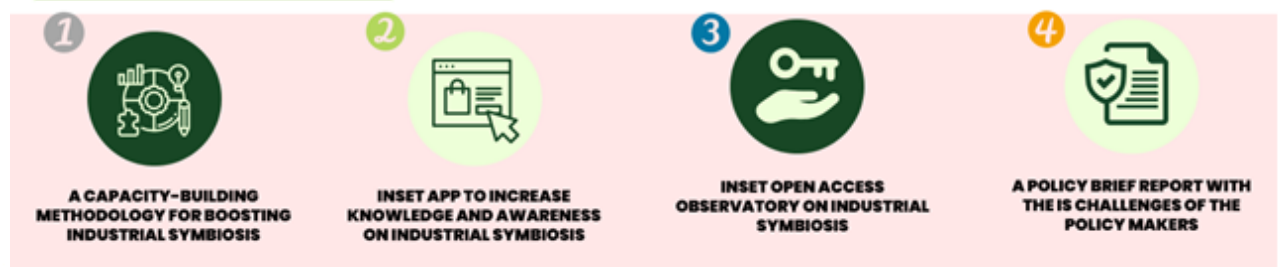 1
A CAPACITY-BUILDING
METHODOLOGY FOR BOOSTING
INDUSTRIAL SYMBIOSIS
2
INSET APP TO INCREASE
KNOWLEDGE AND AWARENESS
ON INDUSTRIAL SYMBIOSIS
3
INSET OPEN ACCESS
OBSERVATORY ON INDUSTRIAL
SYMBIOSIS
4
A POLICY BRIEF REPORT WITH
THE IS CHALLENGES OF THE
POLICY MAKERS